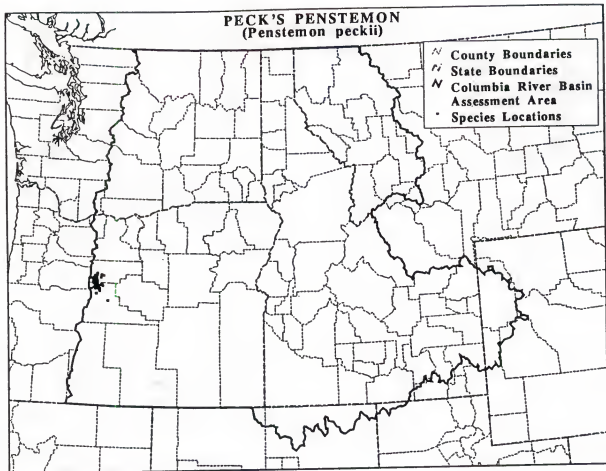 PECK'S PENSTEMON
(Penstemon peckii)
County Boundaries
State Boundaries
Columbia River Basin
Assessment Area
Species Locations